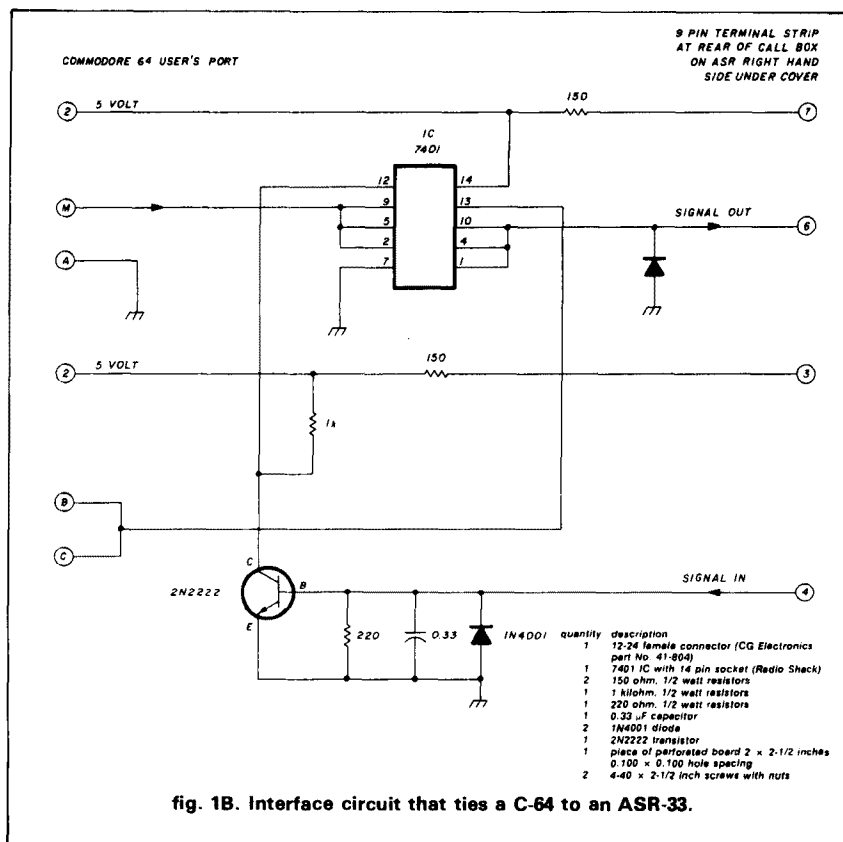 COMMODORE 64 USER'S PORT
9 PIN TERMINAL STRIP
AT REAR OF CALL BOX
ON ASR RIGHT HAND
SIDE UNDER COVER
2
5 VOLT
150
7
IC
7401
12
14
M
9
13
5
10
SIGNAL OUT
6
2
4
A
7
1
2
5 VOLT
150
3
1k
B
C
C
2N2222
B
E
SIGNAL IN
4
220
0.33
1N4001
quantity description
1 12-24 female connector (CG Electronics
part No. 41-804)
1 7401 IC with 14 pin socket (Radio Shack)
2 150 ohm, 1/2 watt resistors
1 1 kilohm, 1/2 watt resistors
1 220 ohm, 1/2 watt resistors
1 0.33 µF capacitor
2 1N4001 diode
1 2N2222 transistor
1 piece of perforated board 2 × 2-1/2 inches
0.100 × 0.100 hole spacing
2 4-40 × 2-1/2 inch screws with nuts
fig. 1B. Interface circuit that ties a C-64 to an ASR-33.